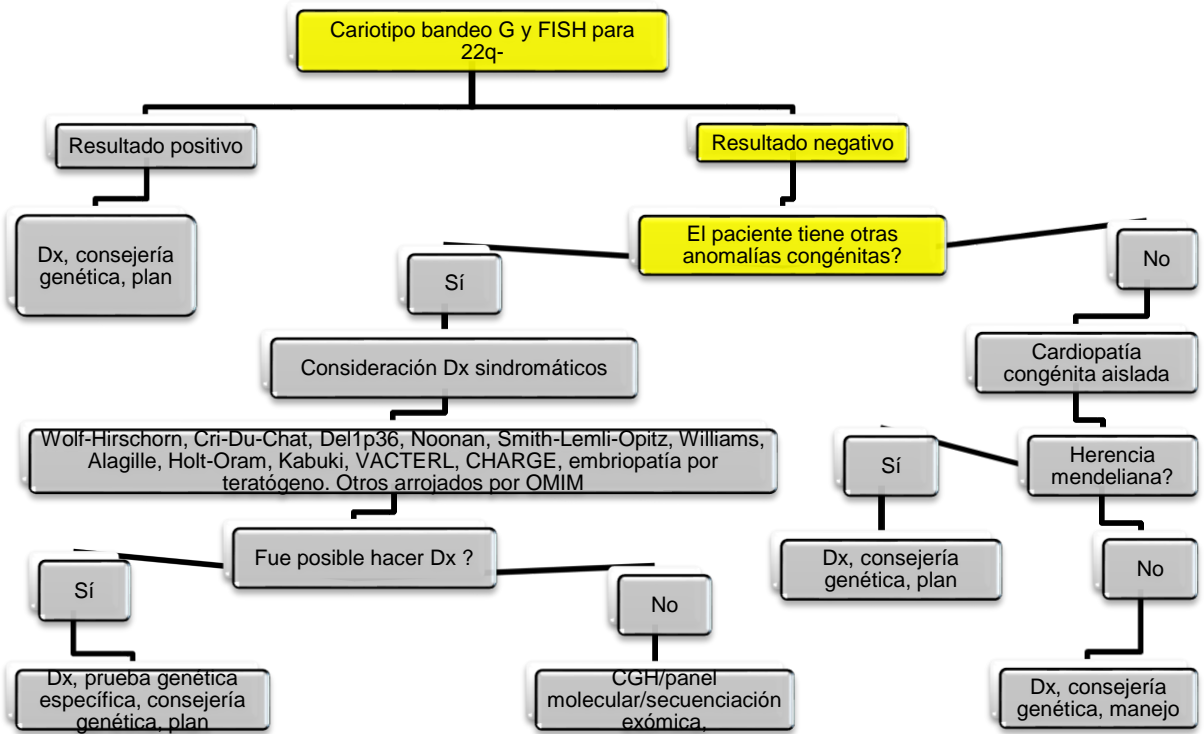 Cariotipo bandeo G y FISH para
22q-
Resultado positivo
Resultado negativo
Dx, consejería
genética, plan
El paciente tiene otras
anomalías congénitas?
Sí
No
Consideración Dx sindromáticos
Cardiopatía
congénita aislada
Wolf-Hirschorn, Cri-Du-Chat, Del1p36, Noonan, Smith-Lemli-Opitz, Williams,
Alagille, Holt-Oram, Kabuki, VACTERL, CHARGE, embriopatía por
teratógeno. Otros arrojados por OMIM
Sí
Herencia
mendeliana?
Fue posible hacer Dx ?
Dx, consejería
genética, plan
No
Sí
No
Dx, prueba genética
específica, consejería
genética, plan
CGH/panel
molecular/secuenciación
exómica,
Dx, consejería
genética, manejo